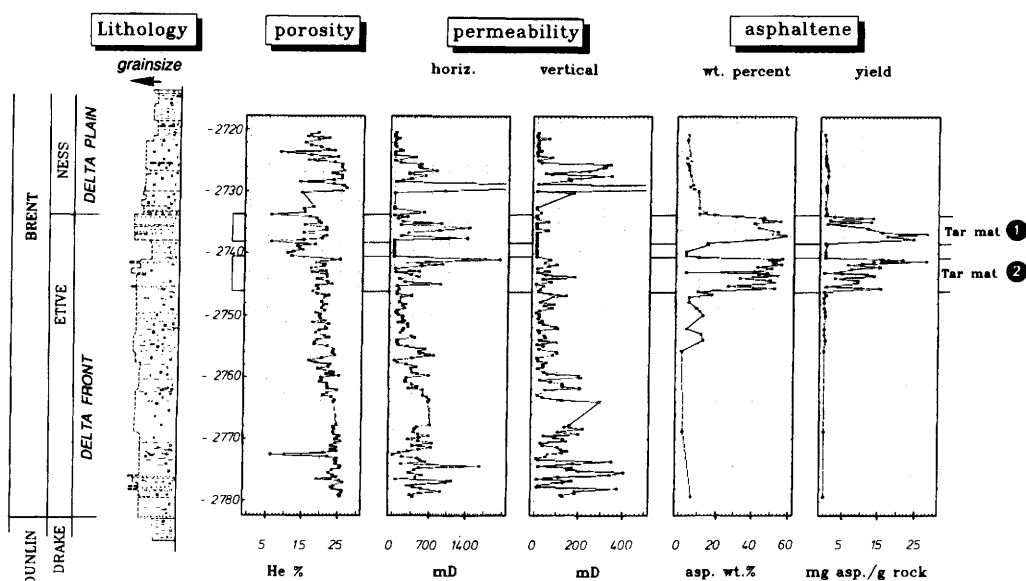 Lithology
porosity
permeability
asphaltene
grainsize
horiz.
vertical
wt. percent
yield
BRENT
NESS
DELTA PLAIN
ETIVE
DELTA FRONT
DRAKE
- 2720
- 2730
- 2740
- 2750
- 2760
- 2770
- 2780
Tar mat 1
Tar mat 2
5 15 25
0 700 1400
0 200 400
0 20 40 60
5 15 25
He %
mD
mD
asp. wt.%
mg asp./g rock